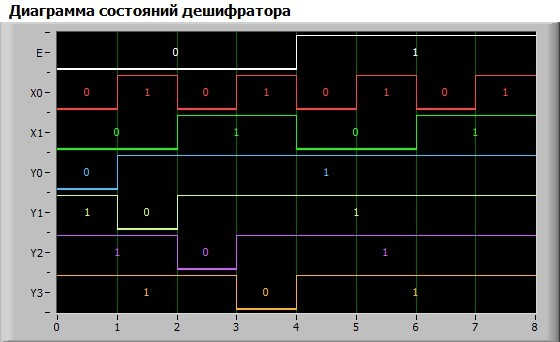 Диаграмма состояний дешифратора
E 0 1
X0 0 1 0 1 0 1 0 1
X1 0 1 0 1
Y0 0 1
Y1 1 0 1
Y2 1 0 1
Y3 1 0 1
0 1 2 3 4 5 6 7 8